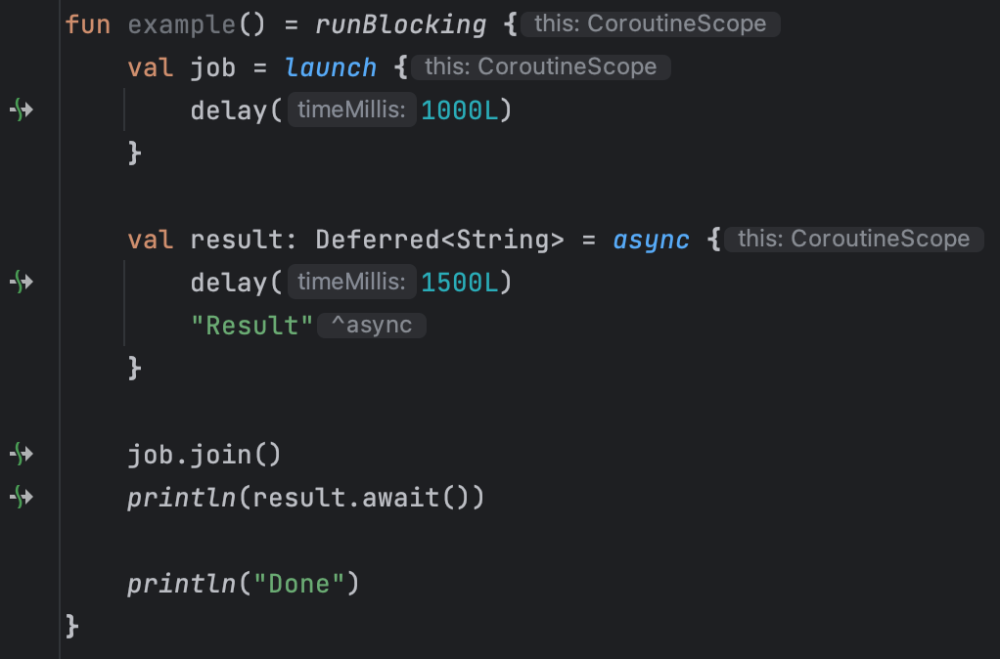 fun example() = runBlocking { this: CoroutineScope
val job = launch { this: CoroutineScope
delay( timeMillis: 1000L)
}
val result: Deferred<String> = async { this: CoroutineScope
delay( timeMillis: 1500L)
"Result" ^async
}
job.join()
println(result.await())
println("Done")
}